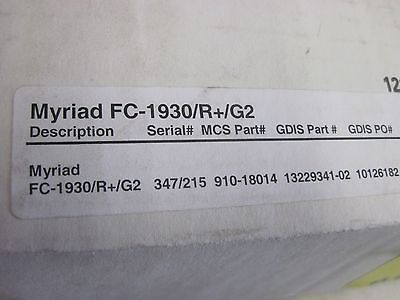 12
Myriad FC-1930/R+/G2
Description Serial# MCS Part# GDIS Part # GDIS PO#
Myriad
FC-1930/R+/G2 347/215 910-18014 13229341-02 10126182